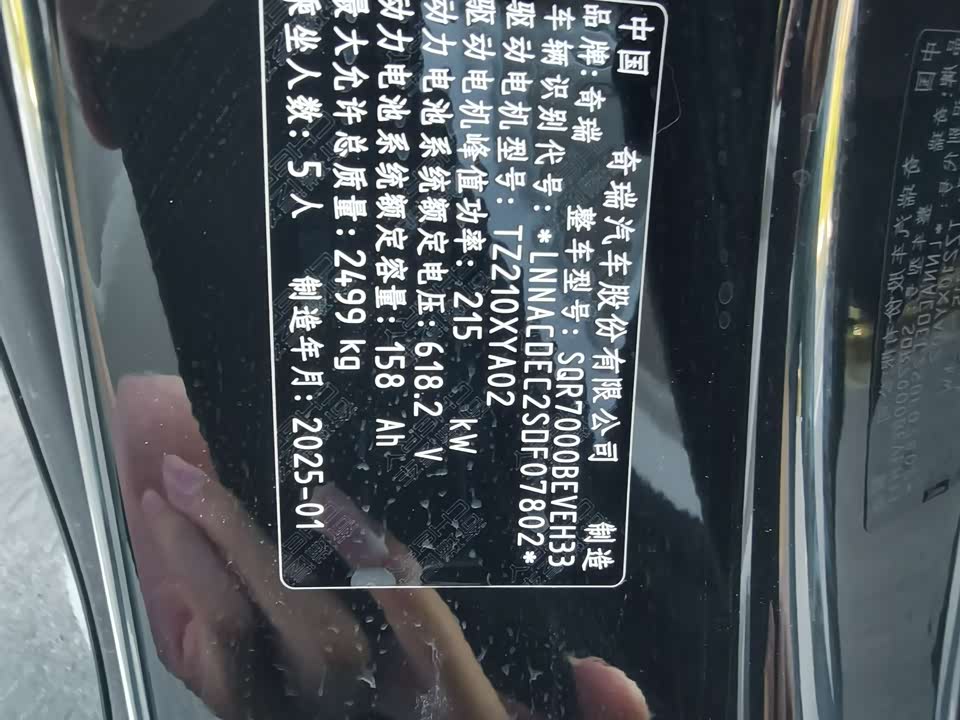 中国 奇瑞汽车股份有限公司 制造
品牌:奇瑞 整车型号:SQR7000BEVEH33
车辆识别代号:*LNNACDEC2SDF07802*
驱动电机型号:TZ210XYA02
驱动电机峰值功率:215 kW
动力电池系统额定电压:618.2 V
动力电池系统额定容量:158 Ah
最大允许总质量:2499 kg
乘坐人数:5人 制造年月:2025-01